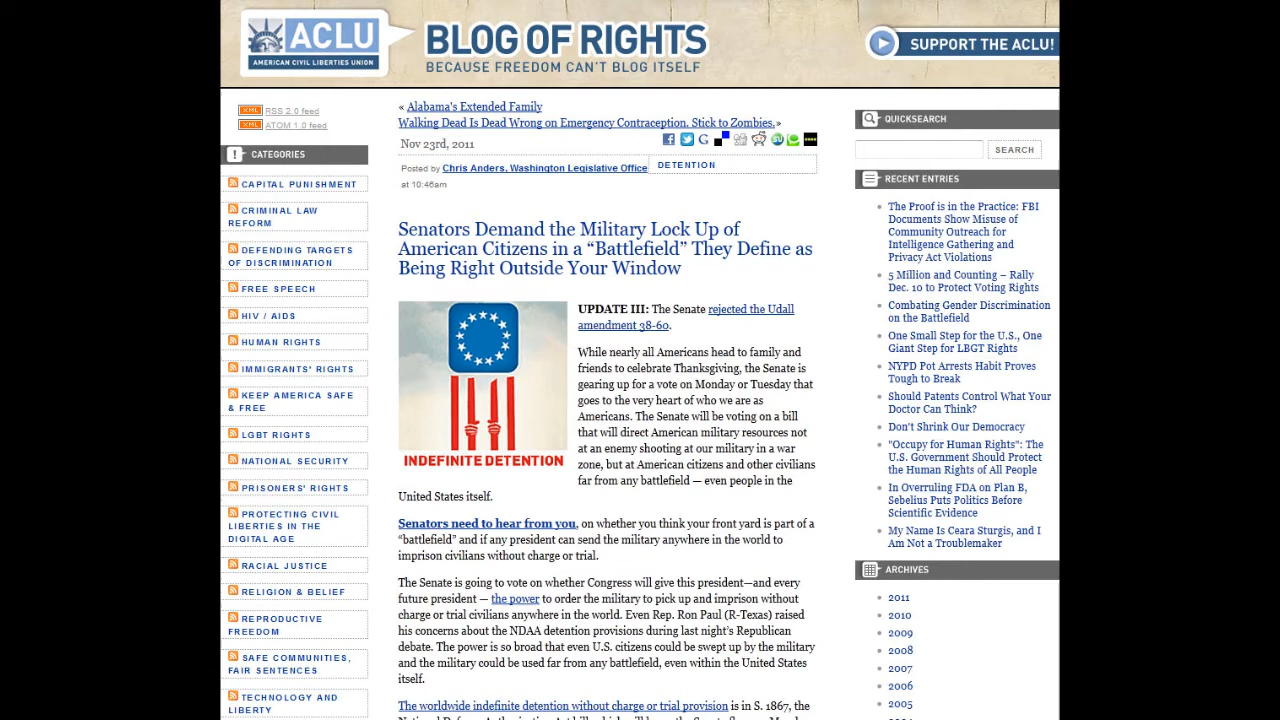 ACLU
AMERICAN CIVIL LIBERTIES UNION
BLOG OF RIGHTS
BECAUSE FREEDOM CAN'T BLOG ITSELF
SUPPORT THE ACLU!
XML RSS 2.0 feed
XML ATOM 1.0 feed
CATEGORIES
CAPITAL PUNISHMENT
CRIMINAL LAW
REFORM
DEFENDING TARGETS
OF DISCRIMINATION
FREE SPEECH
HIV / AIDS
HUMAN RIGHTS
IMMIGRANTS' RIGHTS
KEEP AMERICA SAFE
& FREE
LGBT RIGHTS
NATIONAL SECURITY
PRISONERS' RIGHTS
PROTECTING CIVIL
LIBERTIES IN THE
DIGITAL AGE
RACIAL JUSTICE
RELIGION & BELIEF
REPRODUCTIVE
FREEDOM
SAFE COMMUNITIES,
FAIR SENTENCES
TECHNOLOGY AND
LIBERTY
« Alabama's Extended Family
Walking Dead Is Dead Wrong on Emergency Contraception. Stick to Zombies. »
Nov 23rd, 2011
Posted by Chris Anders, Washington Legislative Office
at 10:46am
DETENTION
Senators Demand the Military Lock Up of
American Citizens in a “Battlefield” They Define as
Being Right Outside Your Window
INDEFINITE DETENTION
UPDATE III: The Senate rejected the Udall
amendment 38-60.
While nearly all Americans head to family and
friends to celebrate Thanksgiving, the Senate is
gearing up for a vote on Monday or Tuesday that
goes to the very heart of who we are as
Americans. The Senate will be voting on a bill
that will direct American military resources not
at an enemy shooting at our military in a war
zone, but at American citizens and other civilians
far from any battlefield — even people in the
United States itself.
Senators need to hear from you, on whether you think your front yard is part of a
“battlefield” and if any president can send the military anywhere in the world to
imprison civilians without charge or trial.
The Senate is going to vote on whether Congress will give this president—and every
future president — the power to order the military to pick up and imprison without
charge or trial civilians anywhere in the world. Even Rep. Ron Paul (R-Texas) raised
his concerns about the NDAA detention provisions during last night’s Republican
debate. The power is so broad that even U.S. citizens could be swept up by the military
and the military could be used far from any battlefield, even within the United States
itself.
The worldwide indefinite detention without charge or trial provision is in S. 1867, the
QUICKSEARCH
SEARCH
RECENT ENTRIES
The Proof is in the Practice: FBI
Documents Show Misuse of
Community Outreach for
Intelligence Gathering and
Privacy Act Violations
5 Million and Counting – Rally
Dec. 10 to Protect Voting Rights
Combating Gender Discrimination
on the Battlefield
One Small Step for the U.S., One
Giant Step for LBGT Rights
NYPD Pot Arrests Habit Proves
Tough to Break
Should Patents Control What Your
Doctor Can Think?
Don't Shrink Our Democracy
"Occupy for Human Rights": The
U.S. Government Should Protect
the Human Rights of All People
In Overruling FDA on Plan B,
Sebelius Puts Politics Before
Scientific Evidence
My Name Is Ceara Sturgis, and I
Am Not a Troublemaker
ARCHIVES
2011
2010
2009
2008
2007
2006
2005